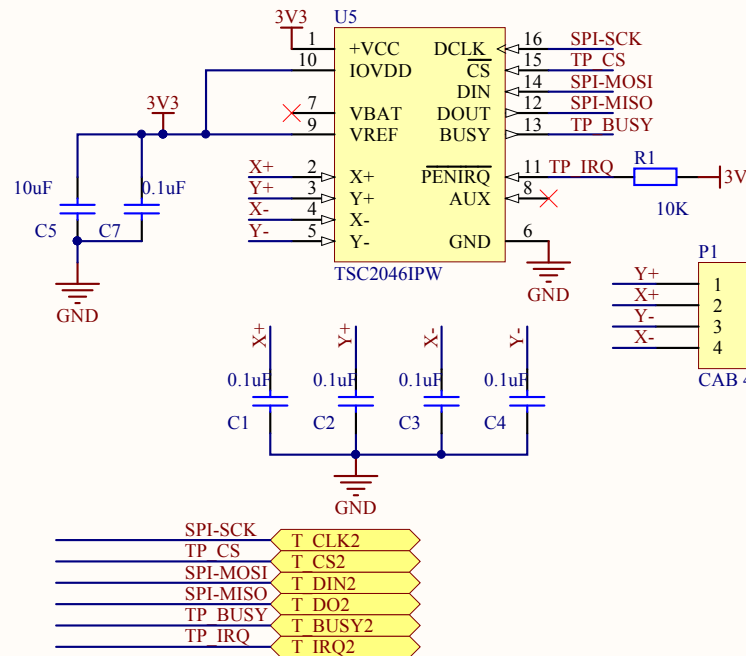 3V3
U5
1 +VCC DCLK 16 SPI-SCK
10 IOVDD CS 15 TP_CS
DIN 14 SPI-MOSI
3V3
7 VBAT DOUT 12 SPI-MISO
9 VREF BUSY 13 TP_BUSY
X+ 2 X+ PENIRQ 11 TP_IRQ R1 3V
Y+ 3 Y+ AUX 8 10K
X- 4 X-
Y- 5 Y- GND 6
10uF 0.1uF
C5 C7
GND
TSC2046IPW
GND
P1
Y+ 1
X+ 2
Y- 3
X- 4
CAB 4
X+ Y+ X- Y-
0.1uF 0.1uF 0.1uF 0.1uF
C1 C2 C3 C4
GND
SPI-SCK T_CLK2
TP_CS T_CS2
SPI-MOSI T_DIN2
SPI-MISO T_DO2
TP_BUSY T_BUSY2
TP_IRQ T_IRQ2